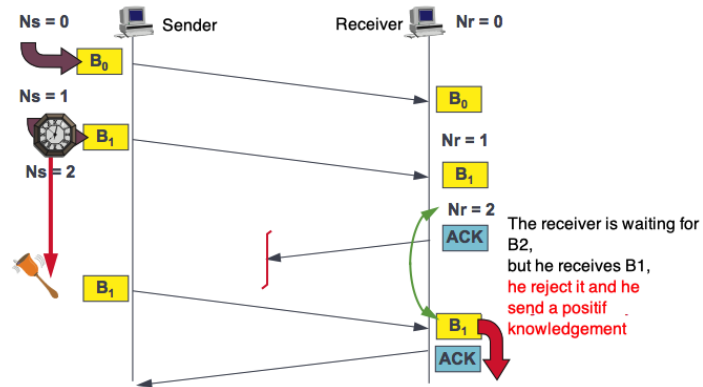 Ns = 0
Sender
Receiver
Nr = 0
B0
B0
Ns = 1
B1
Nr = 1
B1
Ns = 2
Nr = 2
ACK
The receiver is waiting for
B2,
but he receives B1,
he reject it and he
send a positif .
knowledgement
B1
B1
ACK